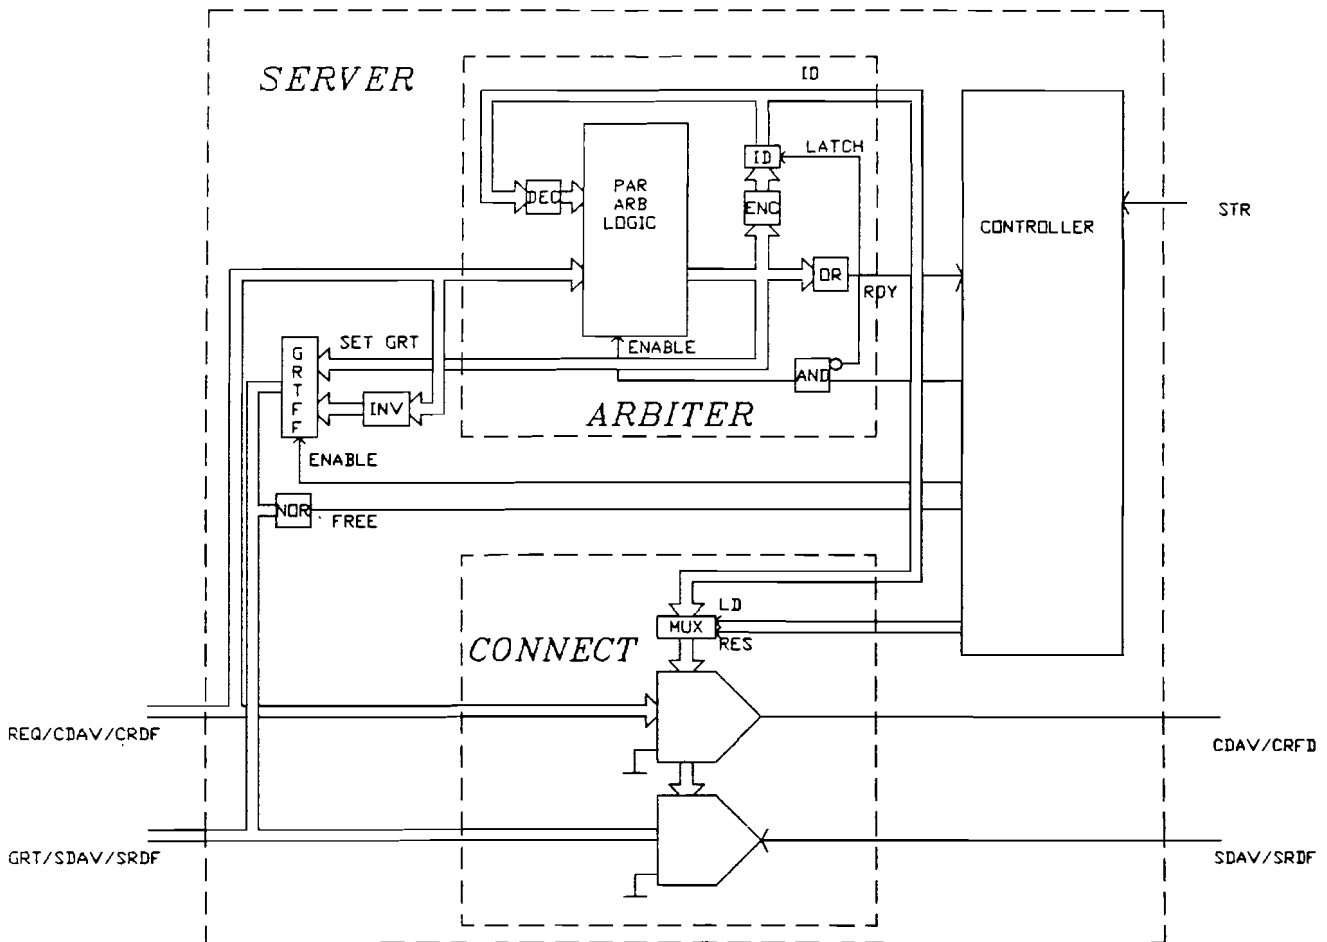 SERVER
ID
LATCH
ID
PAR
ARB
LOGIC
DEC
ENC
STR
CONTROLLER
OR
RDY
SET GRT
ENABLE
GRTFF
AND
INV
ARBITER
ENABLE
NOR
FREE
LD
MUX
RES
CONNECT
REQ/CDAV/CRDF
CDAV/CRFD
GRT/SDAV/SRDF
SDAV/SRDF